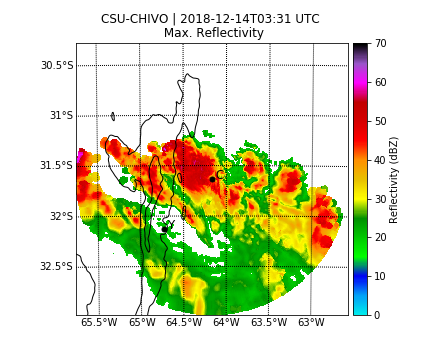 CSU-CHIVO | 2018-12-14T03:31 UTC
Max. Reflectivity
30.5°S
31°S
31.5°S
32°S
32.5°S
65.5°W
65°W
64.5°W
64°W
63.5°W
63°W
C
Y
70
60
50
40
30
20
10
0
Reflectivity (dBZ)